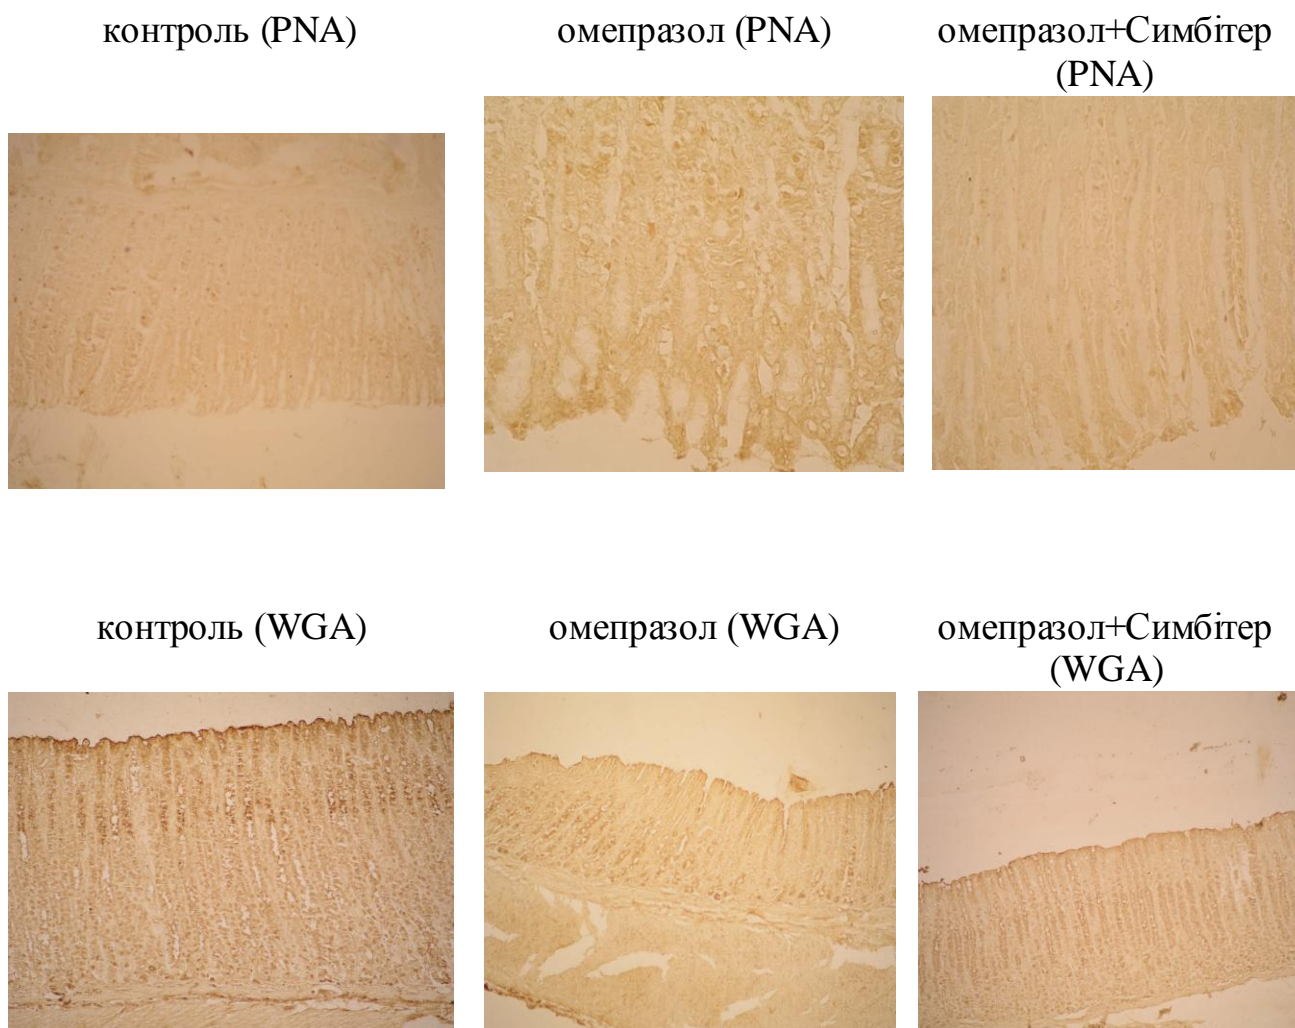 контроль (PNA)
омепразол (PNA)
омепразол+Симбітер
(PNA)
контроль (WGA)
омепразол (WGA)
омепразол+Симбітер
(WGA)